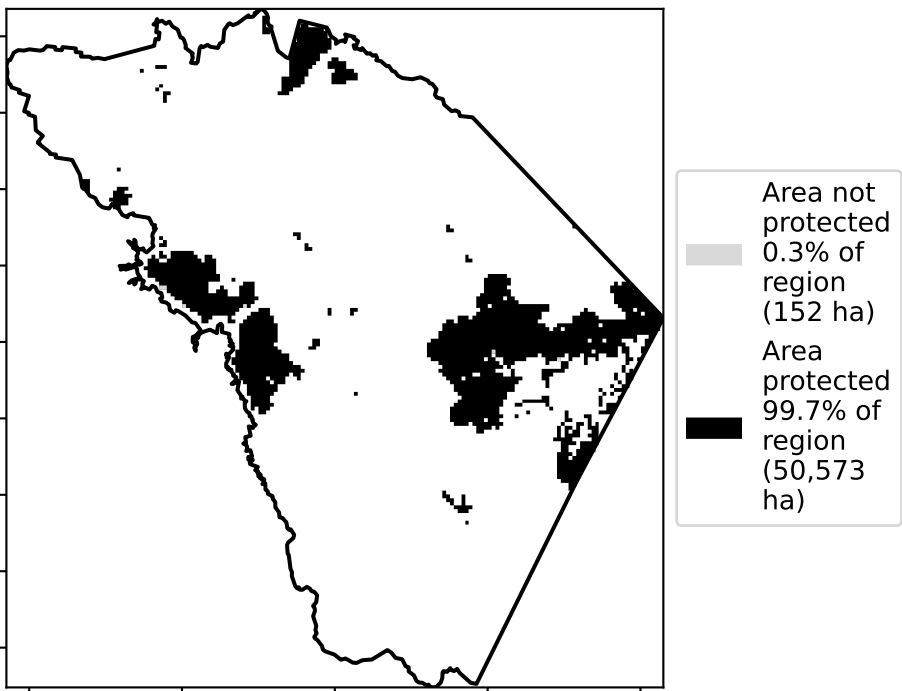 Area not
protected
0.3% of
region
(152 ha)
Area
protected
99.7% of
region
(50,573
ha)